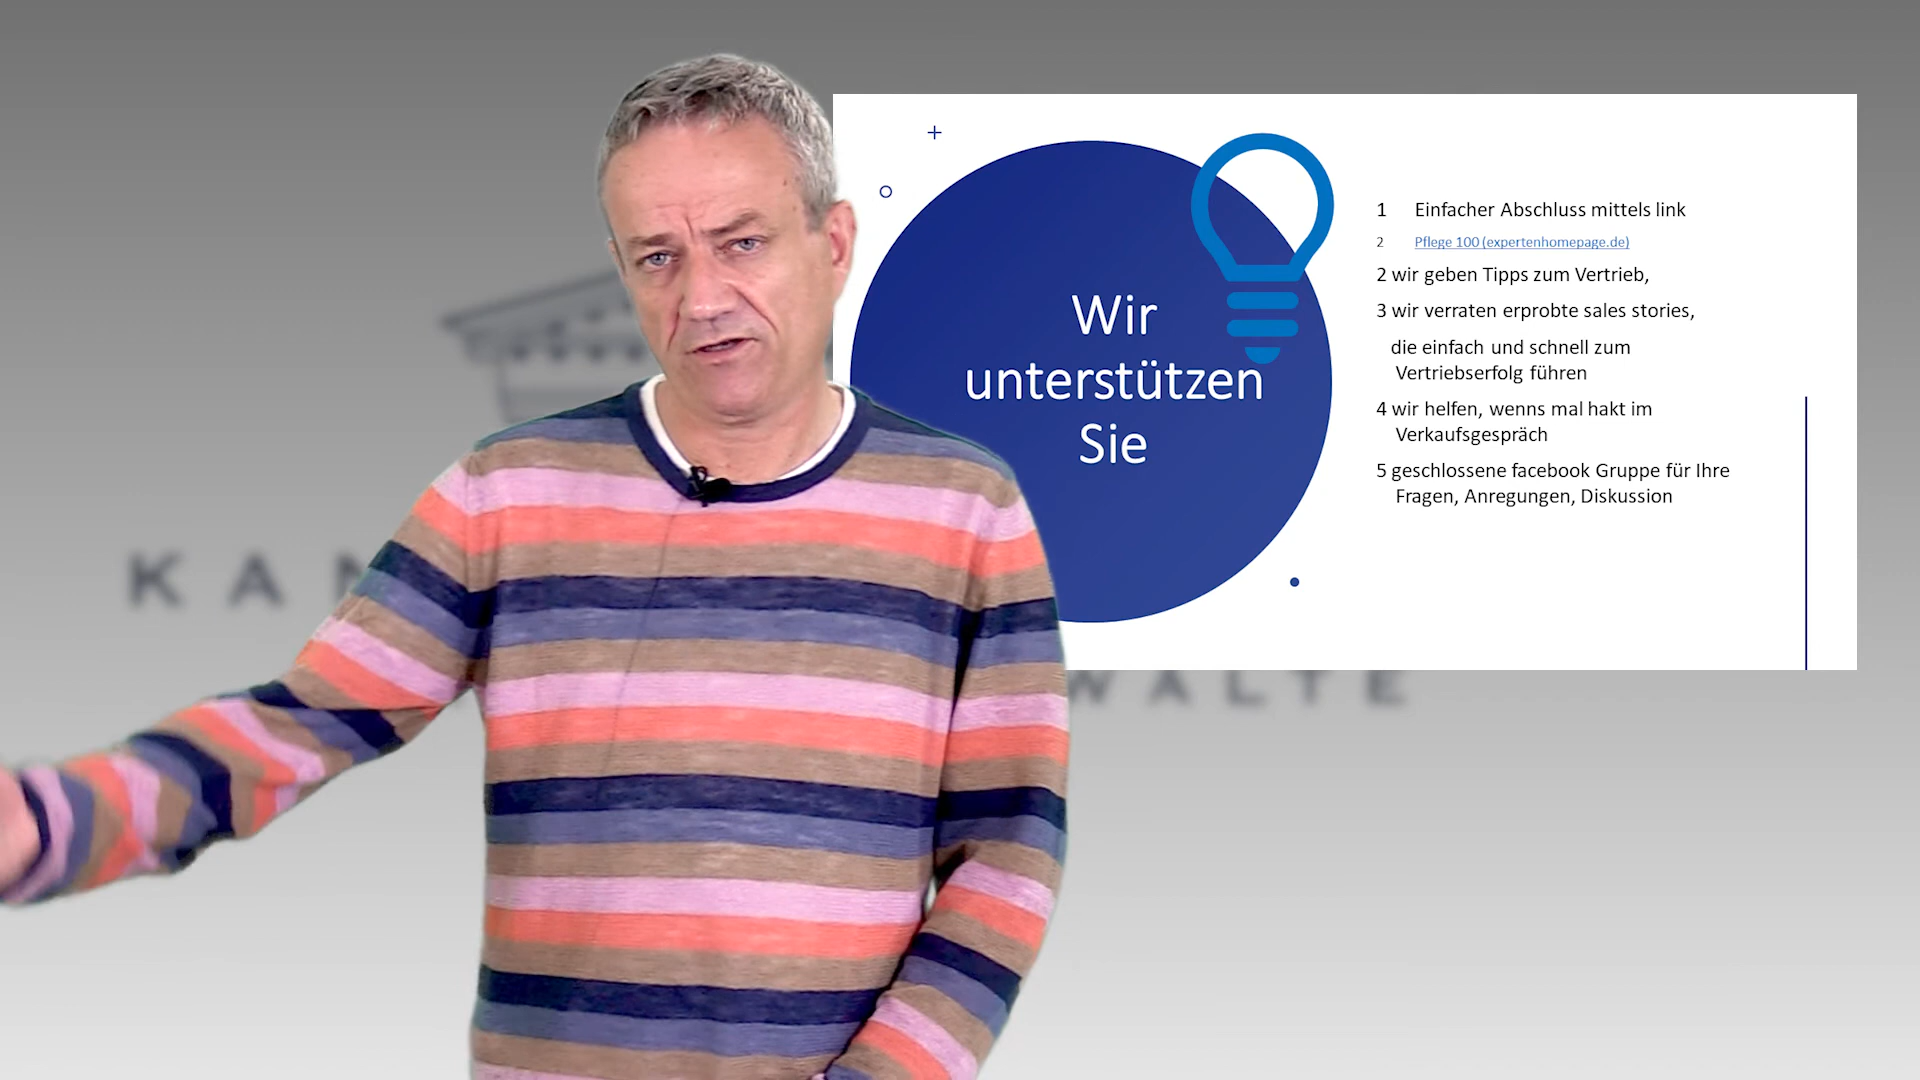 Wir
unterstützen
Sie
1 Einfacher Abschluss mittels link
2 Pflege 100 (expertenhomepage.de)
2 wir geben Tipps zum Vertrieb,
3 wir verraten erprobte sales stories,
die einfach und schnell zum
Vertriebserfolg führen
4 wir helfen, wenns mal hakt im
Verkaufsgespräch
5 geschlossene facebook Gruppe für Ihre
Fragen, Anregungen, Diskussion